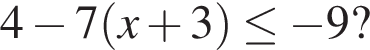 4 − 7(x + 3) ≤ −9?